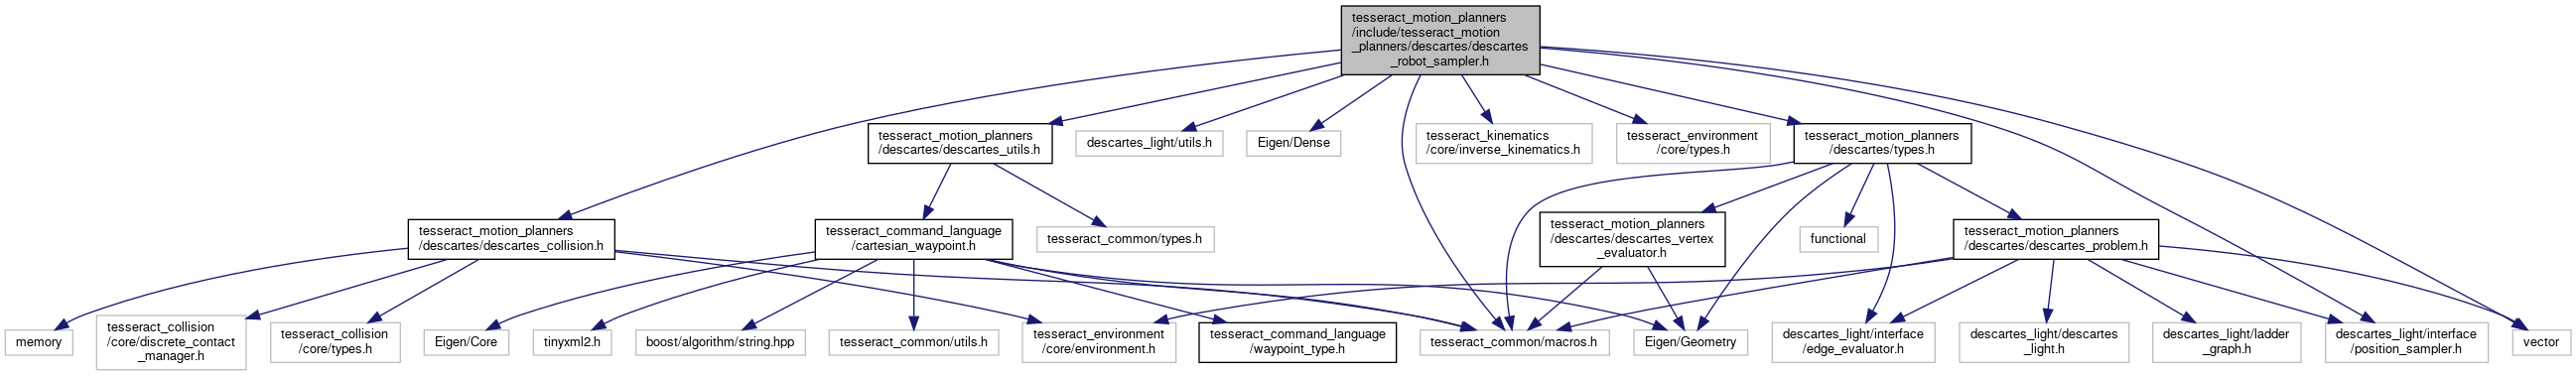 tesseract_motion_planners
/include/tesseract_motion
_planners/descartes/descartes
_robot_sampler.h
tesseract_motion_planners
/descartes/descartes_utils.h
descartes_light/utils.h
Eigen/Dense
tesseract_kinematics
/core/inverse_kinematics.h
tesseract_environment
/core/types.h
tesseract_motion_planners
/descartes/types.h
tesseract_motion_planners
/descartes/descartes_collision.h
tesseract_command_language
/cartesian_waypoint.h
tesseract_common/types.h
tesseract_motion_planners
/descartes/descartes_vertex
_evaluator.h
functional
tesseract_motion_planners
/descartes/descartes_problem.h
memory
tesseract_collision
/core/discrete_contact
_manager.h
tesseract_collision
/core/types.h
Eigen/Core
tinyxml2.h
boost/algorithm/string.hpp
tesseract_common/utils.h
tesseract_environment
/core/environment.h
tesseract_command_language
/waypoint_type.h
tesseract_common/macros.h
Eigen/Geometry
descartes_light/interface
/edge_evaluator.h
descartes_light/descartes
_light.h
descartes_light/ladder
_graph.h
descartes_light/interface
/position_sampler.h
vector